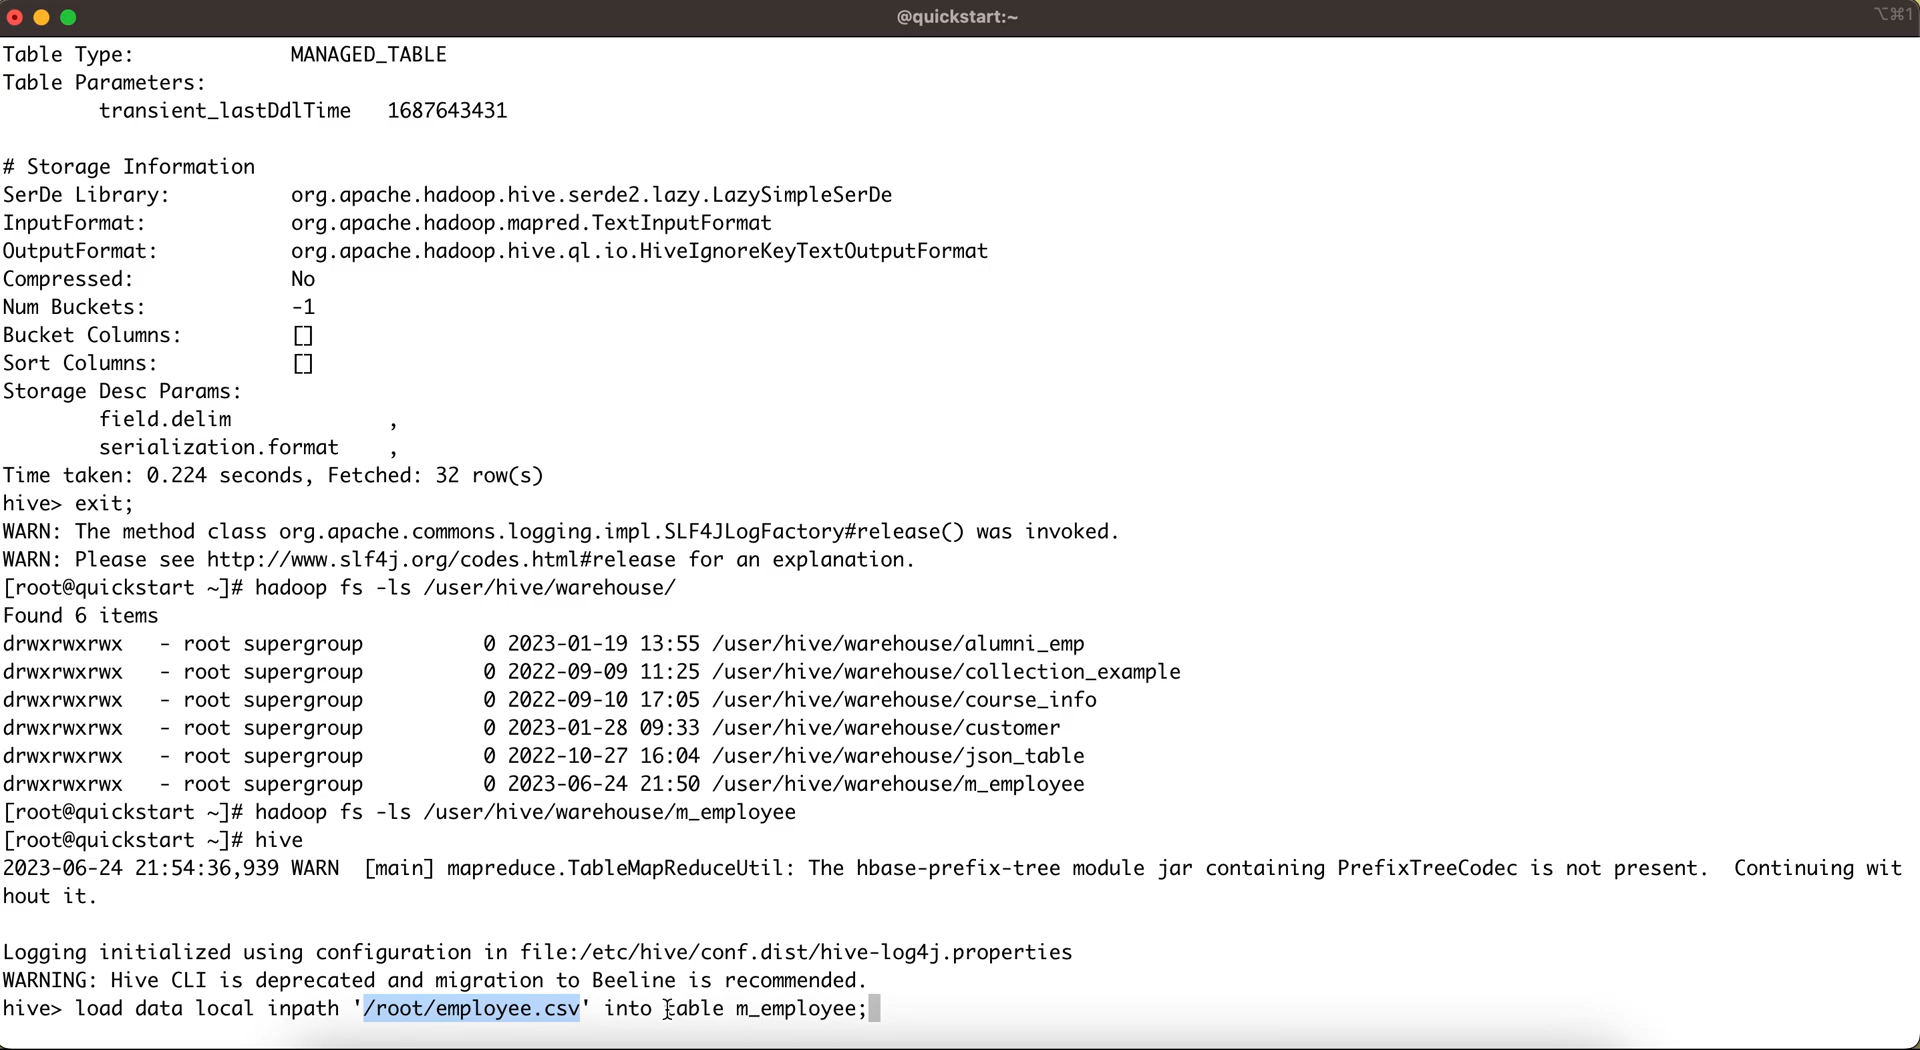 @quickstart:~
⌥⌘1
Table Type: MANAGED_TABLE
Table Parameters:
transient_lastDdlTime 1687643431
# Storage Information
SerDe Library: org.apache.hadoop.hive.serde2.lazy.LazySimpleSerDe
InputFormat: org.apache.hadoop.mapred.TextInputFormat
OutputFormat: org.apache.hadoop.hive.ql.io.HiveIgnoreKeyTextOutputFormat
Compressed: No
Num Buckets: -1
Bucket Columns: []
Sort Columns: []
Storage Desc Params:
field.delim ,
serialization.format ,
Time taken: 0.224 seconds, Fetched: 32 row(s)
hive> exit;
WARN: The method class org.apache.commons.logging.impl.SLF4JLogFactory#release() was invoked.
WARN: Please see http://www.slf4j.org/codes.html#release for an explanation.
[root@quickstart ~]# hadoop fs -ls /user/hive/warehouse/
Found 6 items
drwxrwxrwx - root supergroup 0 2023-01-19 13:55 /user/hive/warehouse/alumni_emp
drwxrwxrwx - root supergroup 0 2022-09-09 11:25 /user/hive/warehouse/collection_example
drwxrwxrwx - root supergroup 0 2022-09-10 17:05 /user/hive/warehouse/course_info
drwxrwxrwx - root supergroup 0 2023-01-28 09:33 /user/hive/warehouse/customer
drwxrwxrwx - root supergroup 0 2022-10-27 16:04 /user/hive/warehouse/json_table
drwxrwxrwx - root supergroup 0 2023-06-24 21:50 /user/hive/warehouse/m_employee
[root@quickstart ~]# hadoop fs -ls /user/hive/warehouse/m_employee
[root@quickstart ~]# hive
2023-06-24 21:54:36,939 WARN [main] mapreduce.TableMapReduceUtil: The hbase-prefix-tree module jar containing PrefixTreeCodec is not present. Continuing wit
hout it.
Logging initialized using configuration in file:/etc/hive/conf.dist/hive-log4j.properties
WARNING: Hive CLI is deprecated and migration to Beeline is recommended.
hive> load data local inpath '/root/employee.csv' into table m_employee;